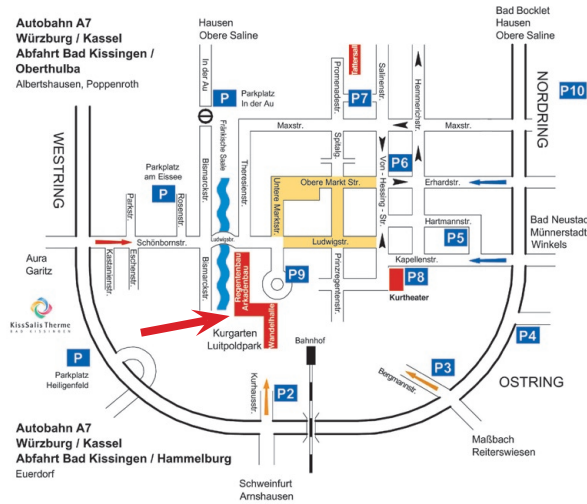 Autobahn A7
Würzburg / Kassel
Abfahrt Bad Kissingen /
Oberthulba
Albertshausen, Poppenroth
Hausen
Obere Saline
Bad Bocklet
Hausen
Obere Saline
In der Au
P
Parkplatz
In der Au
Tattersall
Promenadestr.
Salinenstr.
Hemmerichstr.
NORDRING
P10
P7
Maxstr.
Maxstr.
WESTRING
Fränkische Saale
Theresienstr.
Spitalg.
P6
Parkplatz
am Eissee
P
Bismarckstr.
Untere Marktstr.
Obere Markt Str.
Von - Hessing - Str.
Erhardstr.
Parkstr.
Rosenstr.
Hartmannstr.
Bad Neustadt
Münnerstadt
Winkels
P5
Schönbornstr.
Ludwigstr.
Ludwigstr.
Kapellenstr.
Aura
Garitz
Kastanienstr.
Eschenstr.
Bismarckstr.
Regentenbau
Arkadenbau
P9
Prinzregentenstr.
P8
Kurtheater
KissSalis Therme
BAD KISSINGEN
Wandelhalle
Kurgarten
Luitpoldpark
Bahnhof
P4
P
Parkplatz
Heiligenfeld
P3
Bergmannstr.
OSTRING
Kurhausstr.
P2
Autobahn A7
Würzburg / Kassel
Abfahrt Bad Kissingen / Hammelburg
Euerdorf
Maßbach
Reiterswiesen
Schweinfurt
Arnshausen